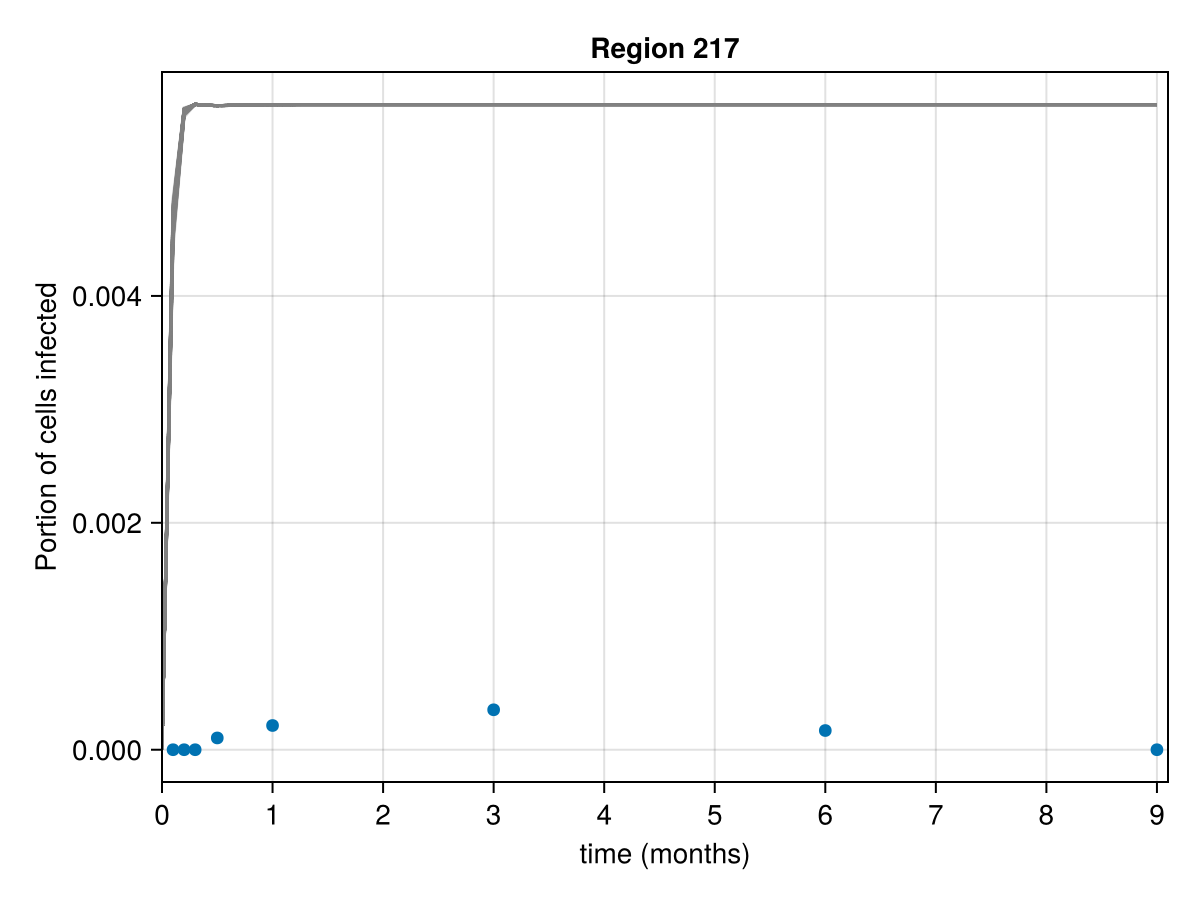 Region 217
Portion of cells infected
0.004
0.002
0.000
0 1 2 3 4 5 6 7 8 9
time (months)